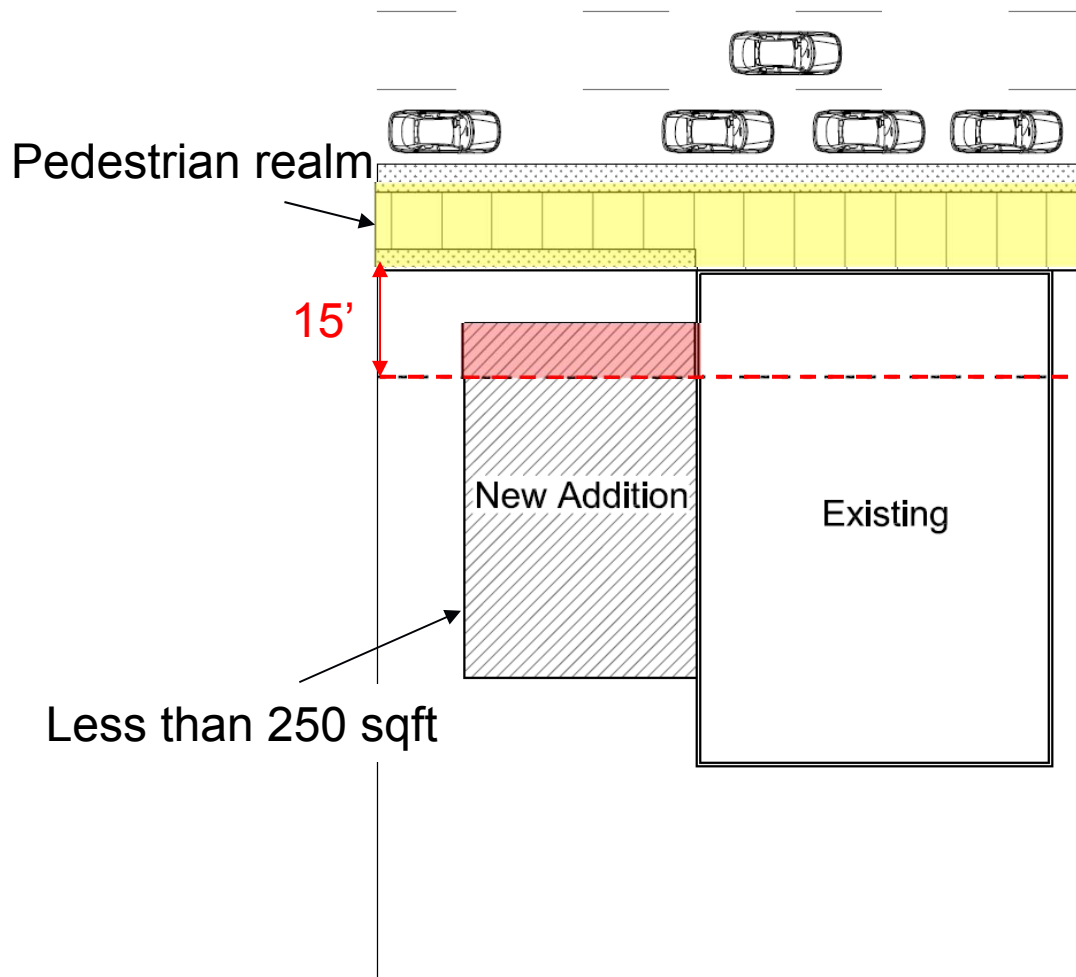 Pedestrian realm
15’
New Addition
Existing
Less than 250 sqft